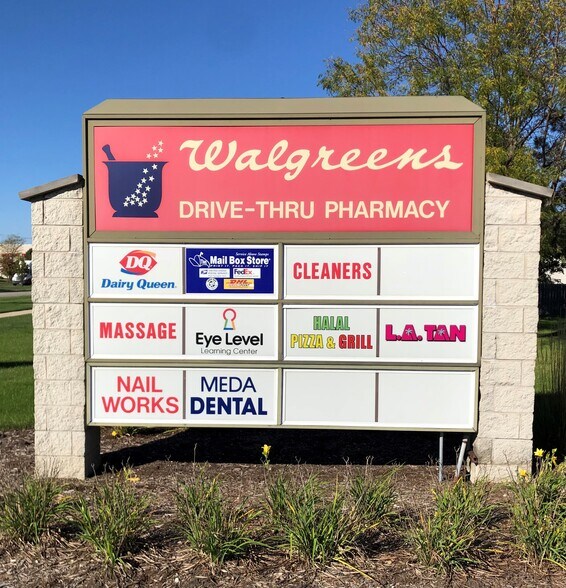 Walgreens
DRIVE-THRU PHARMACY
DQ
Dairy Queen
Mail Box Store
FedEx
DHL
CLEANERS
MASSAGE
Eye Level
Learning Center
HALAL
PIZZA & GRILL
L.A. TAN
NAIL
WORKS
MEDA
DENTAL